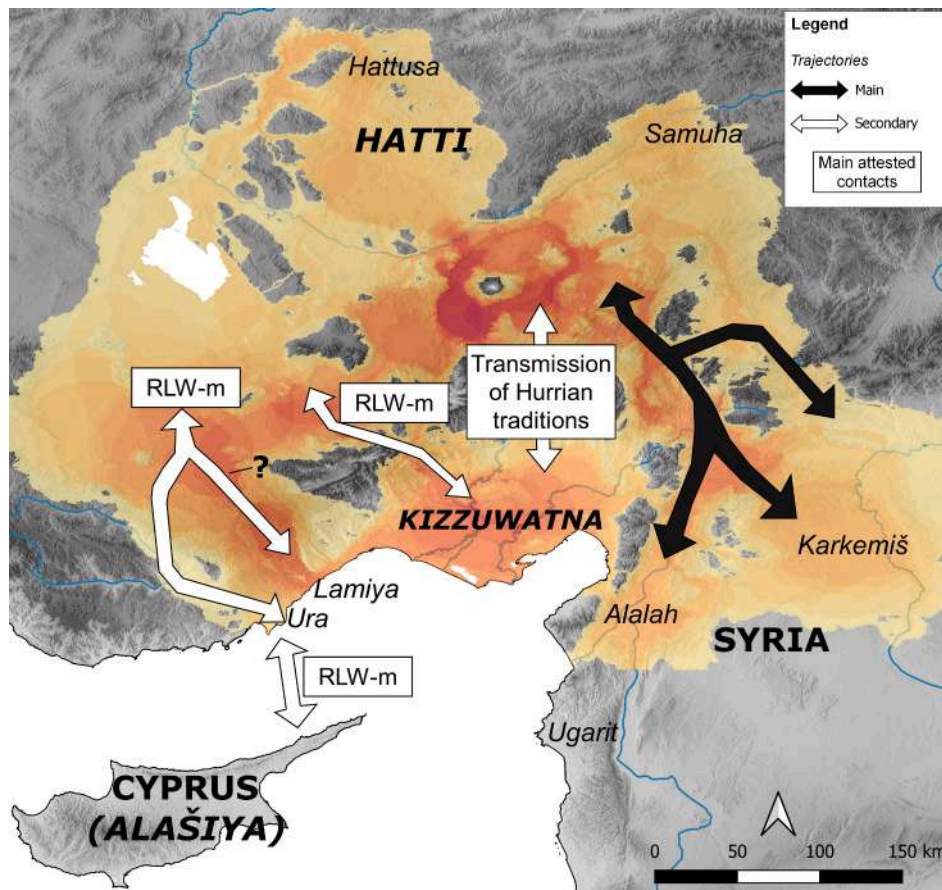 Legend
Trajectories
Main
Secondary
Main attested
contacts
Hattusa
HATTI
Samuha
Transmission
of Hurrian
traditions
RLW-m
RLW-m
?
KIZZUWATNA
Karkemiš
Lamiya
Ura
Alalah
SYRIA
RLW-m
Ugarit
CYPRUS
(ALAŠIYA)
0 50 100 150 km